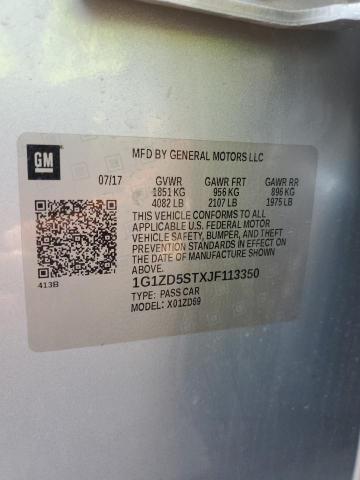 GM
MFD BY GENERAL MOTORS LLC
07/17 GVWR GAWR FRT GAWR RR
1851 KG 956 KG 896 KG
4082 LB 2107 LB 1975 LB
THIS VEHICLE CONFORMS TO ALL
APPLICABLE U.S. FEDERAL MOTOR
VEHICLE SAFETY, BUMPER, AND THEFT
PREVENTION STANDARDS IN EFFECT ON
THE DATE OF MANUFACTURE SHOWN
ABOVE.
413B
1G1ZD5STXJF113350
TYPE: PASS CAR
MODEL: X01ZD69